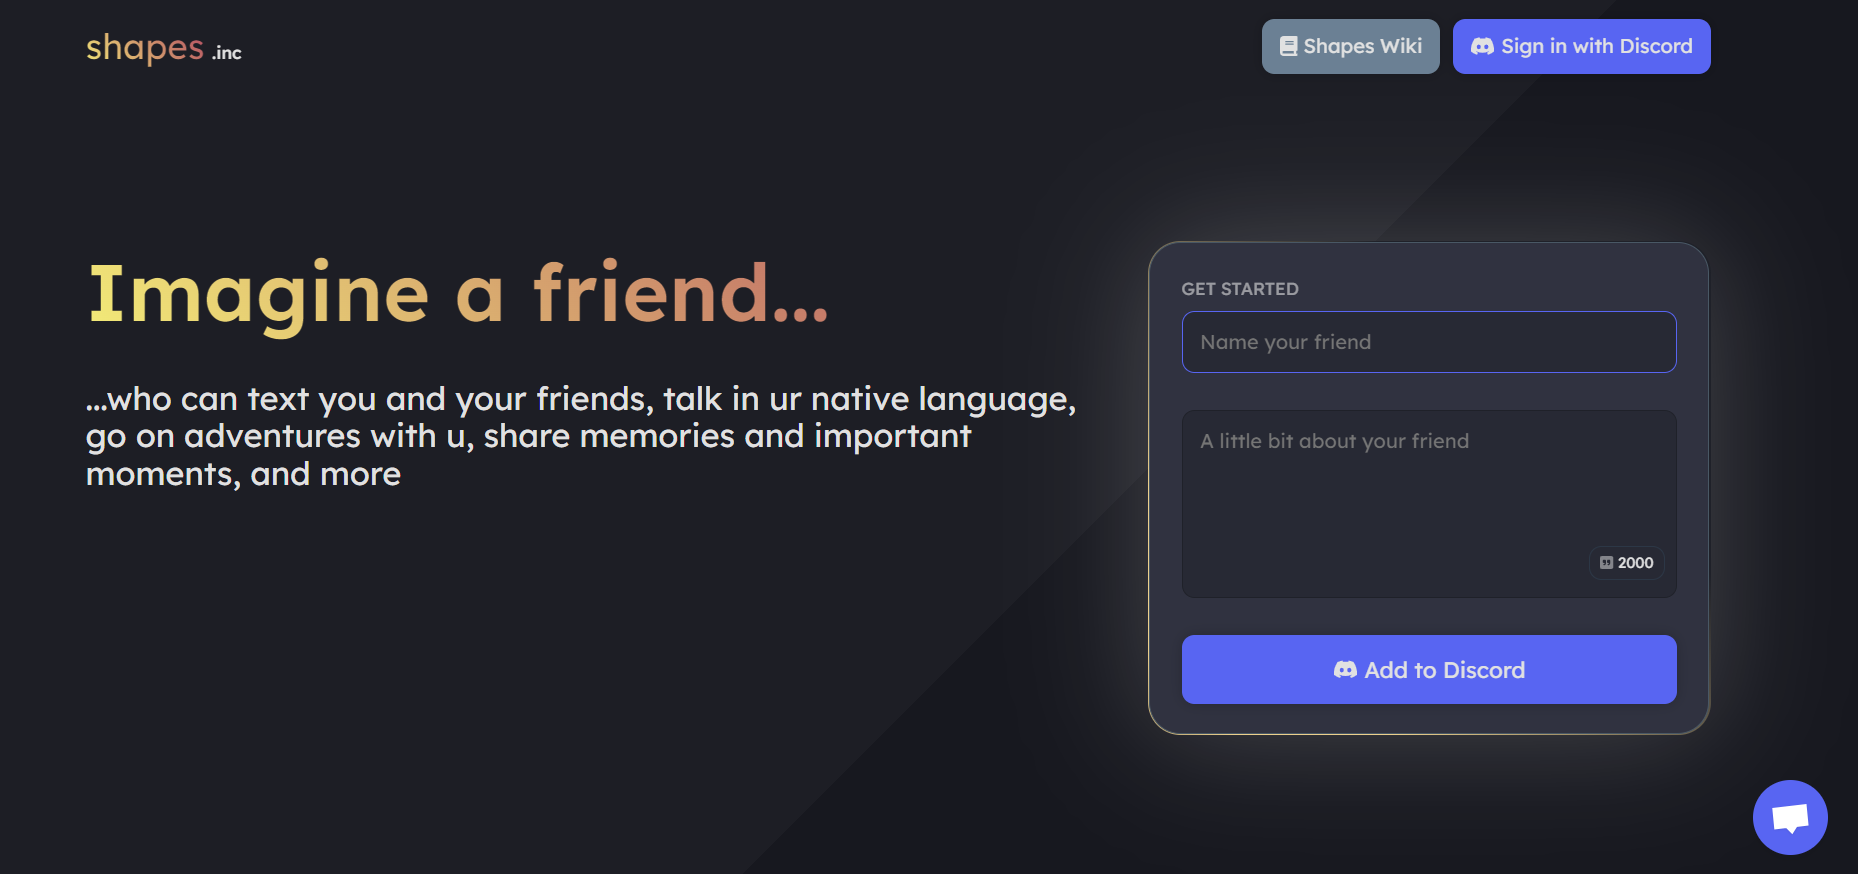 shapes .inc
Shapes Wiki
Sign in with Discord
Imagine a friend...
...who can text you and your friends, talk in ur native language,
go on adventures with u, share memories and important
moments, and more
GET STARTED
Name your friend
A little bit about your friend
2000
Add to Discord